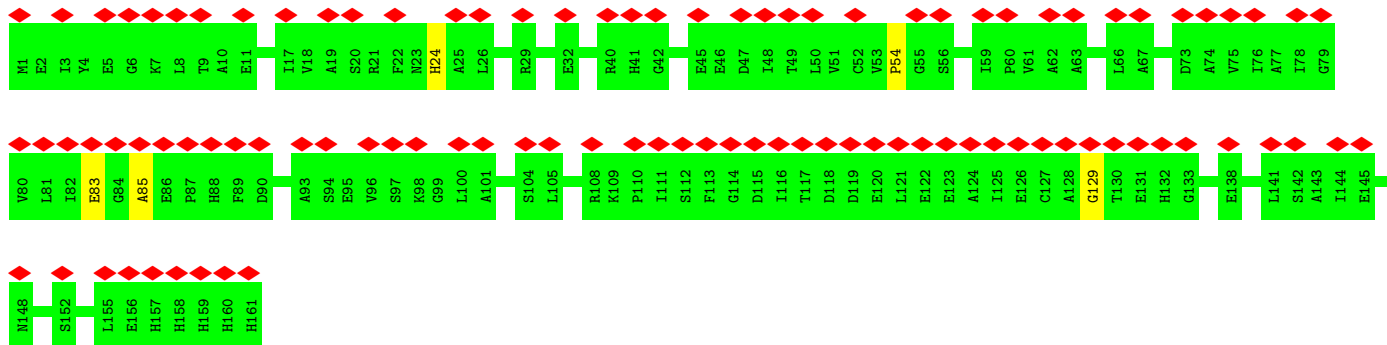 M1 E2 I3 Y4 E5 G6 K7 L8 T9 A10 E11 I17 V18 A19 S20 R21 F22 N23 H24 A25 L26 R29 E32 R40 H41 G42 E45 E46 D47 I48 T49 L50 V51 C52 V53 P54 G55 S56 I59 P60 V61 A62 A63 L66 A67 D73 A74 V75 I76 A77 I78 G79
V80 L81 I82 E83 G84 A85 E86 P87 H88 F89 D90 A93 S94 E95 V96 S97 K98 G99 L100 A101 S104 L105 R108 K109 P110 I111 S112 F113 G114 D115 I116 T117 D118 D119 E120 L121 E122 E123 A124 I125 E126 C127 A128 G129 T130 E131 H132 G133 E138 L141 S142 A143 I144 E145
N148 S152 L155 E156 H157 H158 H159 H160 H161